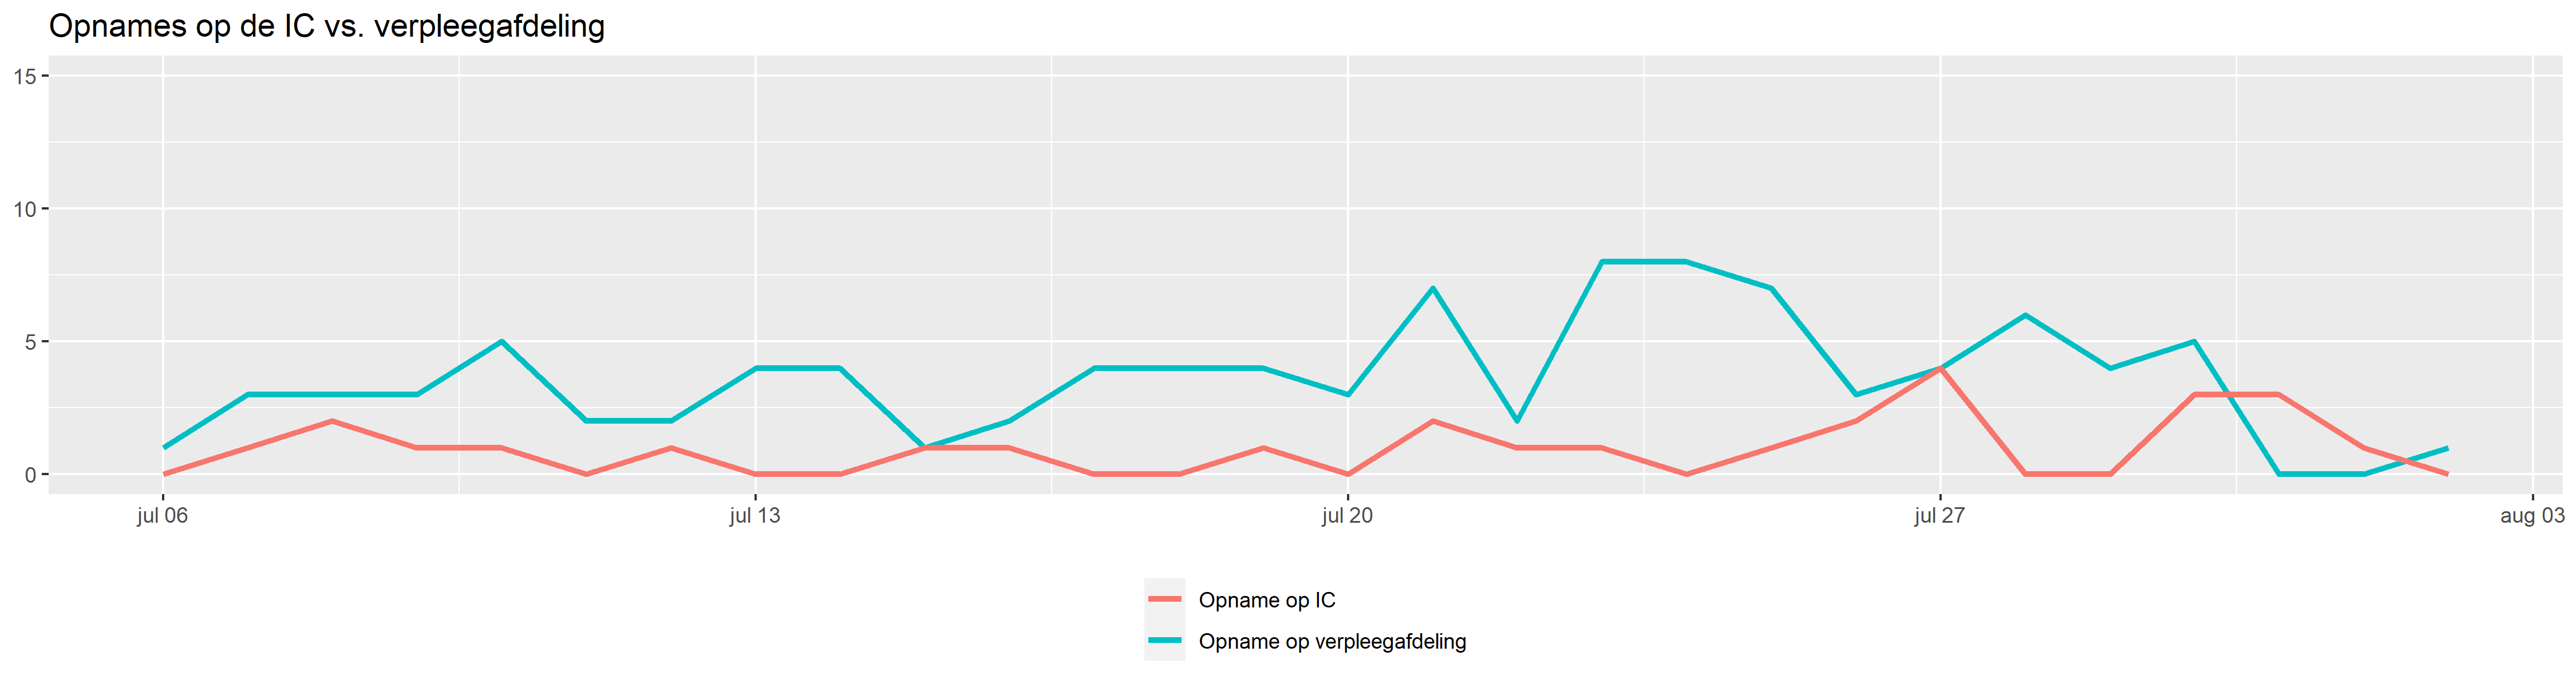 Opnames op de IC vs. verpleegafdeling
15
10
5
0
jul 06 jul 13 jul 20 jul 27 aug 03
Opname op IC
Opname op verpleegafdeling